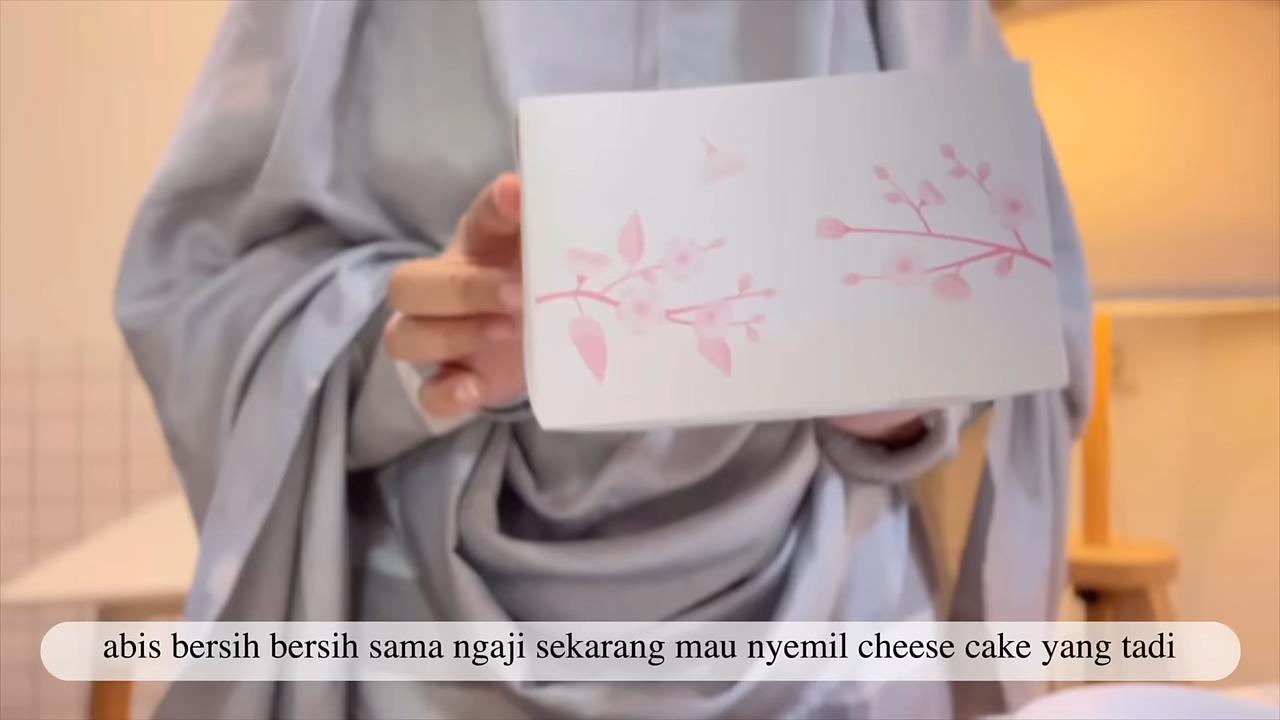 abis bersih bersih sama ngaji sekarang mau nyemil cheese cake yang tadi